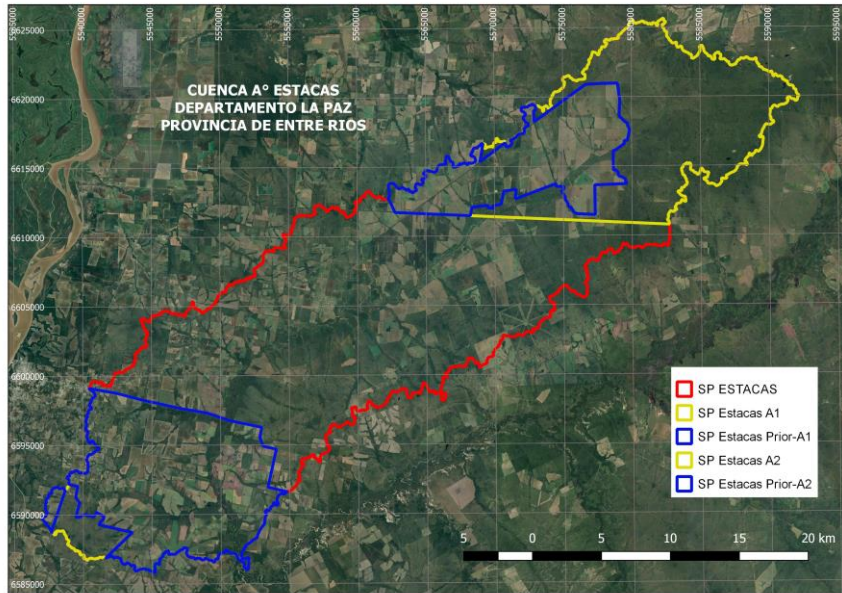 5535000
5540000
5545000
5550000
5555000
5560000
5565000
5570000
5575000
5580000
5585000
5590000
5595000
6625000
6620000
6615000
6610000
6605000
6600000
6595000
6590000
6585000
CUENCA A° ESTACAS
DEPARTAMENTO LA PAZ
PROVINCIA DE ENTRE RIOS
SP ESTACAS
SP Estacas A1
SP Estacas Prior-A1
SP Estacas A2
SP Estacas Prior-A2
5 0 5 10 15 20 km